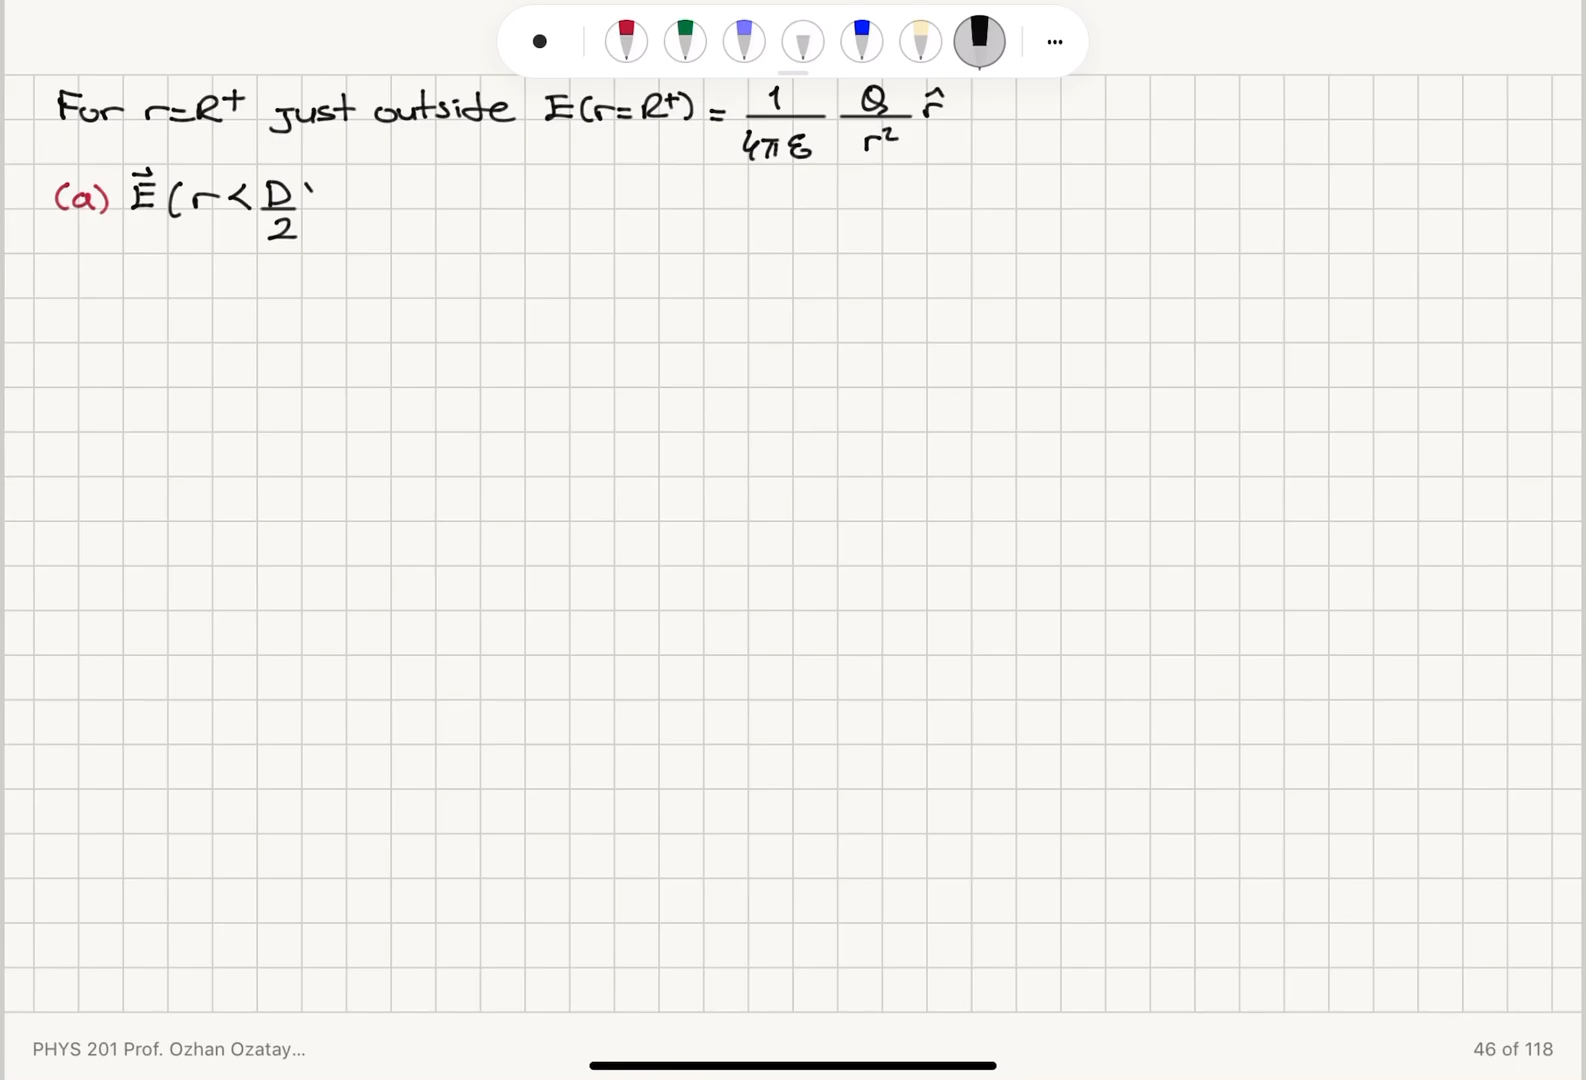 For r=R⁺ just outside E(r=R⁺) = 1/4πε Q/r² r̂
(a) E⃗ (r < D/2
PHYS 201 Prof. Ozhan Ozatay...
46 of 118